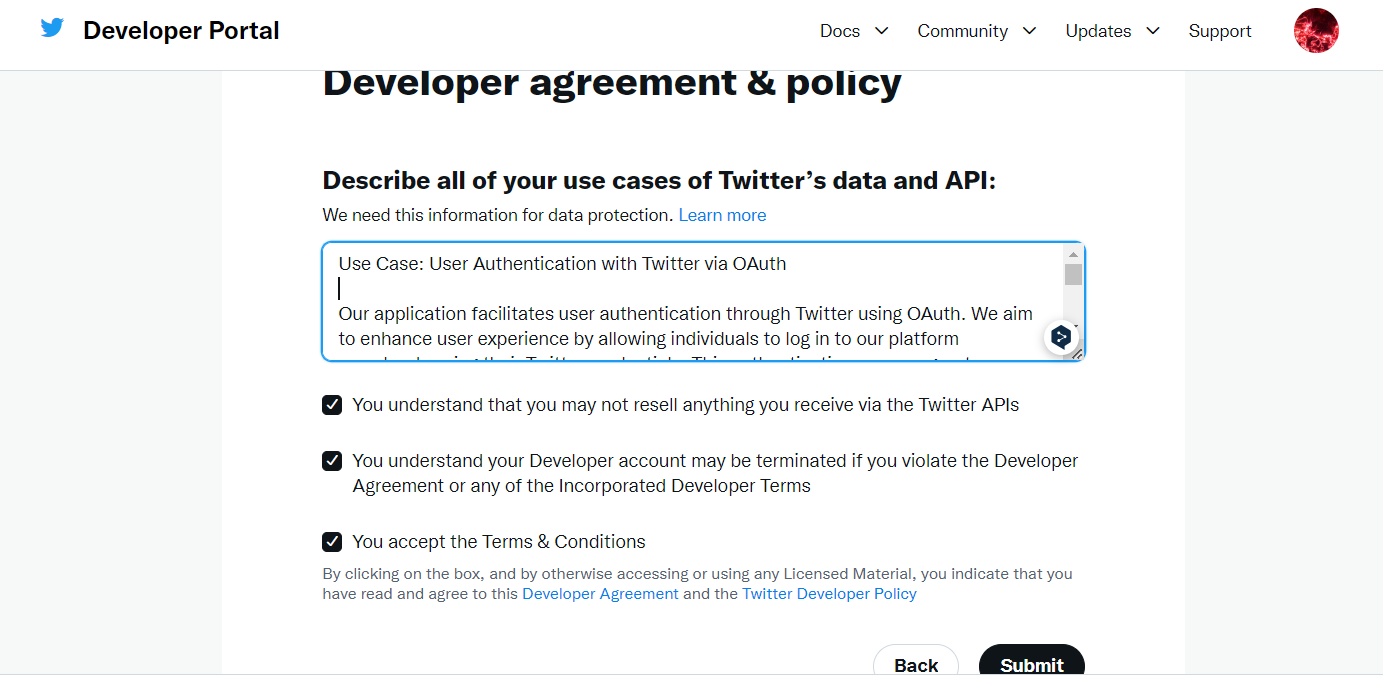 Developer Portal
Docs
Community
Updates
Support
Developer agreement & policy
Describe all of your use cases of Twitter’s data and API:
We need this information for data protection. Learn more
Use Case: User Authentication with Twitter via OAuth
Our application facilitates user authentication through Twitter using OAuth. We aim
to enhance user experience by allowing individuals to log in to our platform
You understand that you may not resell anything you receive via the Twitter APIs
You understand your Developer account may be terminated if you violate the Developer
Agreement or any of the Incorporated Developer Terms
You accept the Terms & Conditions
By clicking on the box, and by otherwise accessing or using any Licensed Material, you indicate that you
have read and agree to this Developer Agreement and the Twitter Developer Policy
Back
Submit